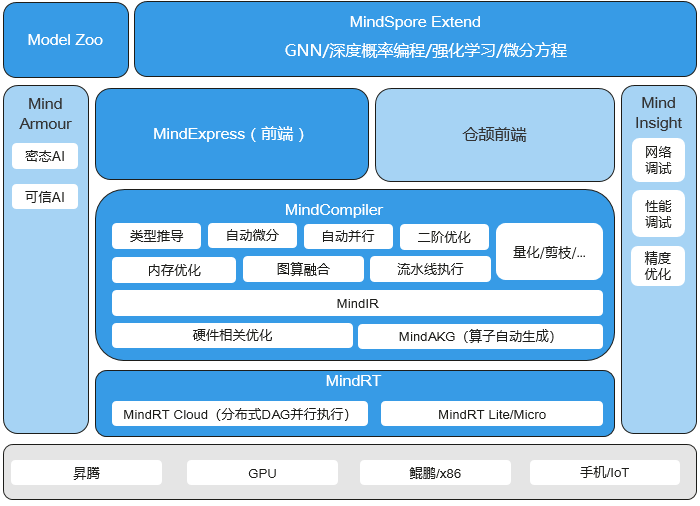 Model Zoo
MindSpore Extend
GNN/深度概率编程/强化学习/微分方程
Mind
Armour
密态AI
可信AI
MindExpress（前端）
仓颉前端
Mind
Insight
网络
调试
性能
调试
精度
优化
MindCompiler
类型推导
自动微分
自动并行
二阶优化
量化/剪枝/...
内存优化
图算融合
流水线执行
MindIR
硬件相关优化
MindAKG（算子自动生成）
MindRT
MindRT Cloud（分布式DAG并行执行）
MindRT Lite/Micro
昇腾
GPU
鲲鹏/x86
手机/IoT